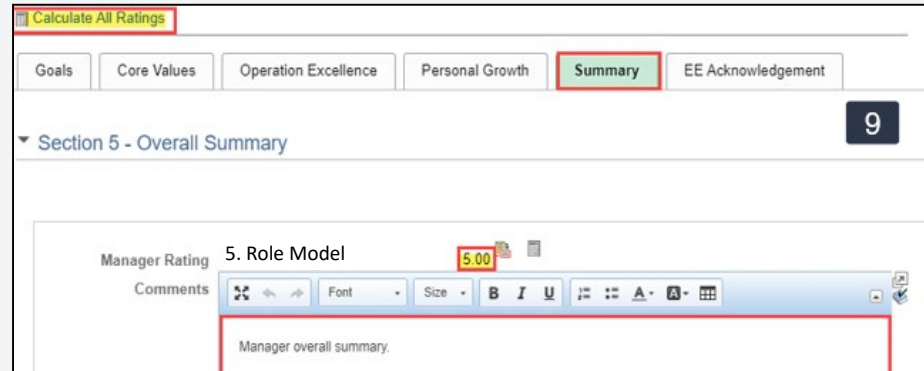 Calculate All Ratings
Goals Core Values Operation Excellence Personal Growth Summary EE Acknowledgement
9
Section 5 - Overall Summary
Manager Rating 5. Role Model 5.00
Comments Font Size B I U A A
Manager overall summary.